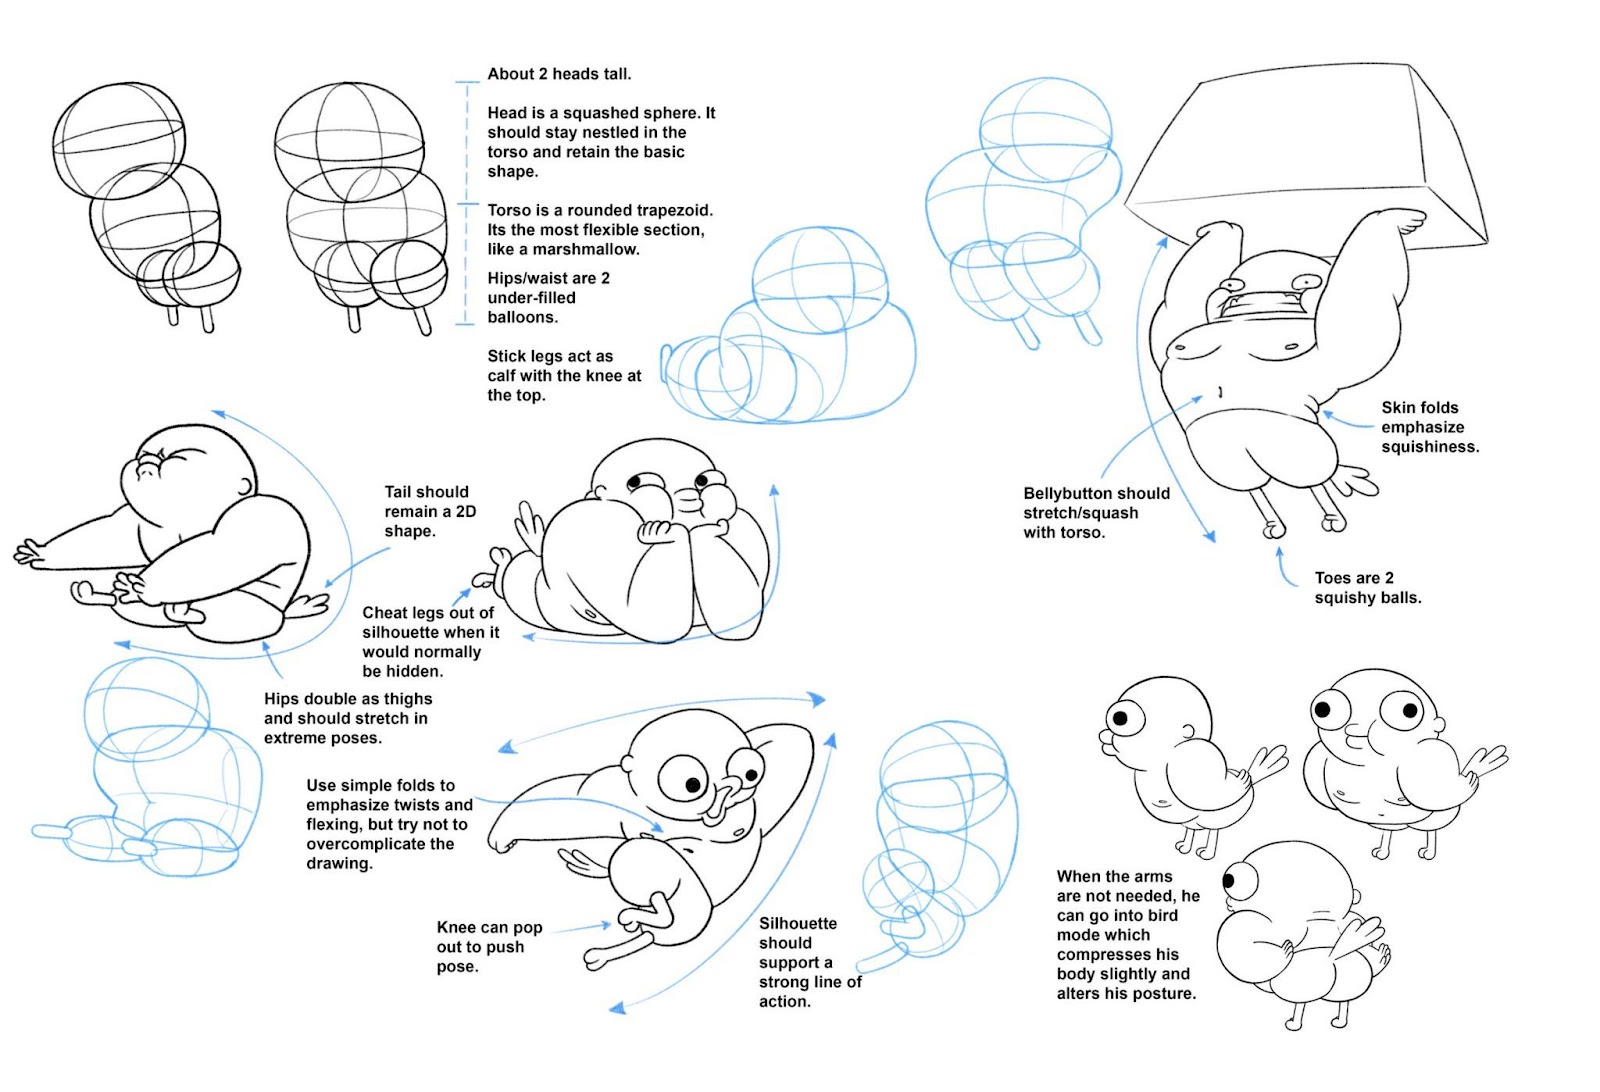 About 2 heads tall.
Head is a squashed sphere. It
should stay nestled in the
torso and retain the basic
shape.
Torso is a rounded trapezoid.
Its the most flexible section,
like a marshmallow.
Hips/waist are 2
under-filled
balloons.
Stick legs act as
calf with the knee at
the top.
Skin folds
emphasize
squishiness.
Bellybutton should
stretch/squash
with torso.
Toes are 2
squishy balls.
Tail should
remain a 2D
shape.
Cheat legs out of
silhouette when it
would normally
be hidden.
Hips double as thighs
and should stretch in
extreme poses.
Use simple folds to
emphasize twists and
flexing, but try not to
overcomplicate the
drawing.
Knee can pop
out to push
pose.
Silhouette
should
support a
strong line of
action.
When the arms
are not needed, he
can go into bird
mode which
compresses his
body slightly and
alters his posture.